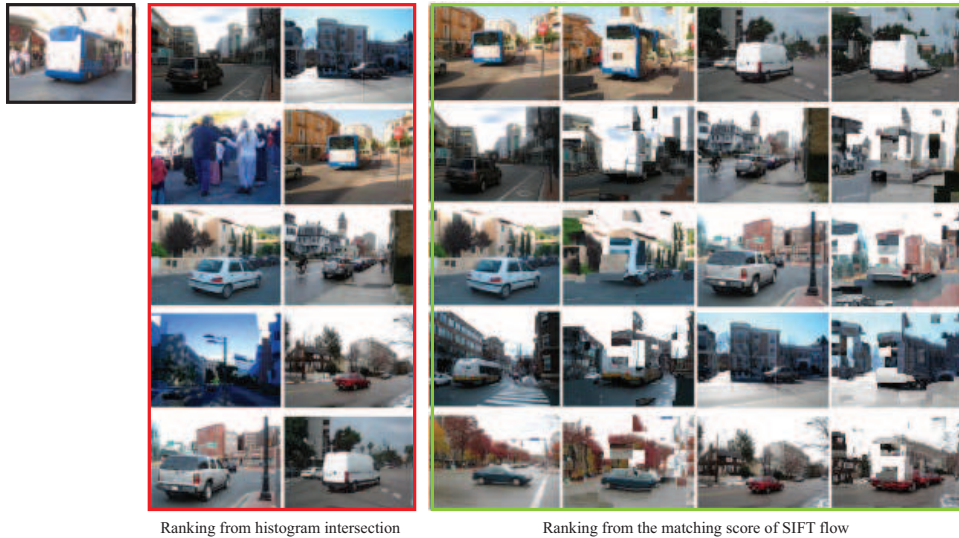 Ranking from histogram intersection
Ranking from the matching score of SIFT flow